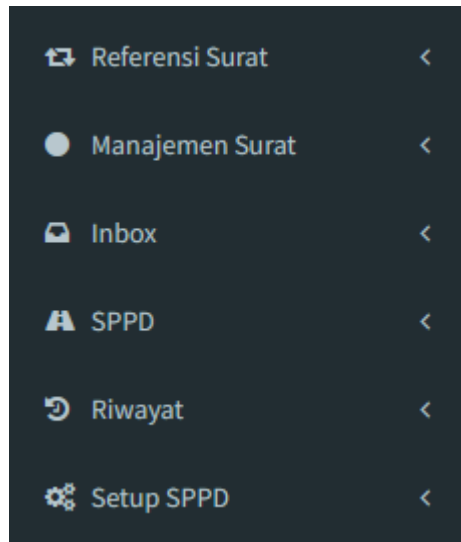 Referensi Surat
Manajemen Surat
Inbox
SPPD
Riwayat
Setup SPPD